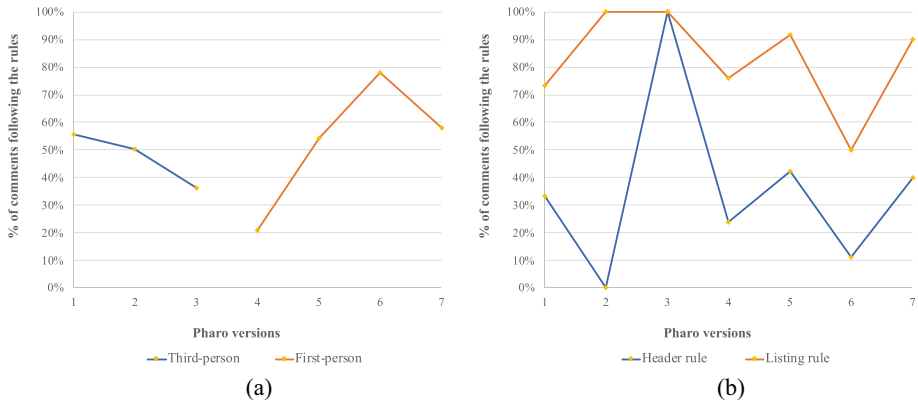 100%
90%
80%
70%
60%
50%
40%
30%
20%
10%
0%
% of comments following the rules
1 2 3 4 5 6 7
Pharo versions
Third-person First-person
(a)
100%
90%
80%
70%
60%
50%
40%
30%
20%
10%
0%
% of comments following the rules
1 2 3 4 5 6 7
Pharo versions
Header rule Listing rule
(b)